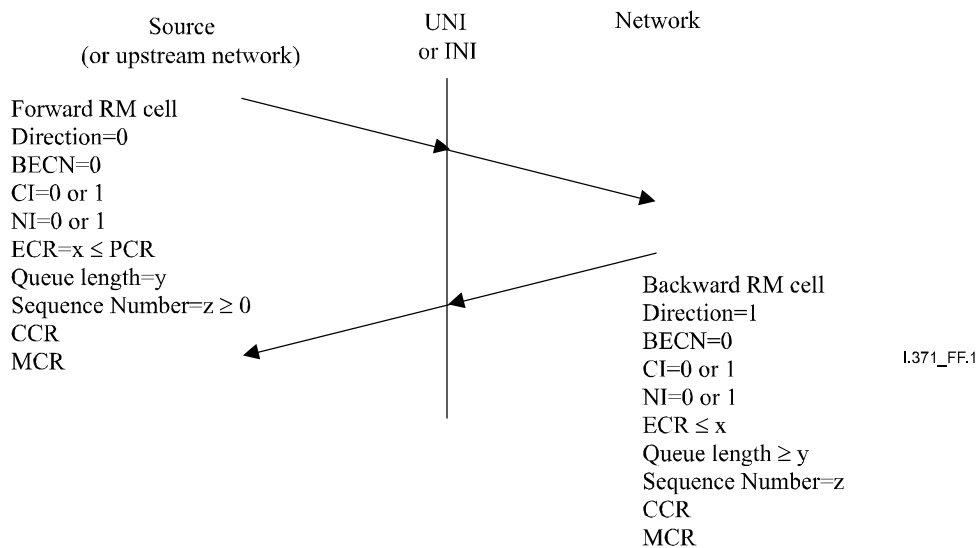 Source
(or upstream network)
UNI
or INI
Network
Forward RM cell
Direction=0
BECN=0
CI=0 or 1
NI=0 or 1
ECR=x ≤ PCR
Queue length=y
Sequence Number=z ≥ 0
CCR
MCR
Backward RM cell
Direction=1
BECN=0
CI=0 or 1
NI=0 or 1
ECR ≤ x
Queue length ≥ y
Sequence Number=z
CCR
MCR
I.371_FF.1